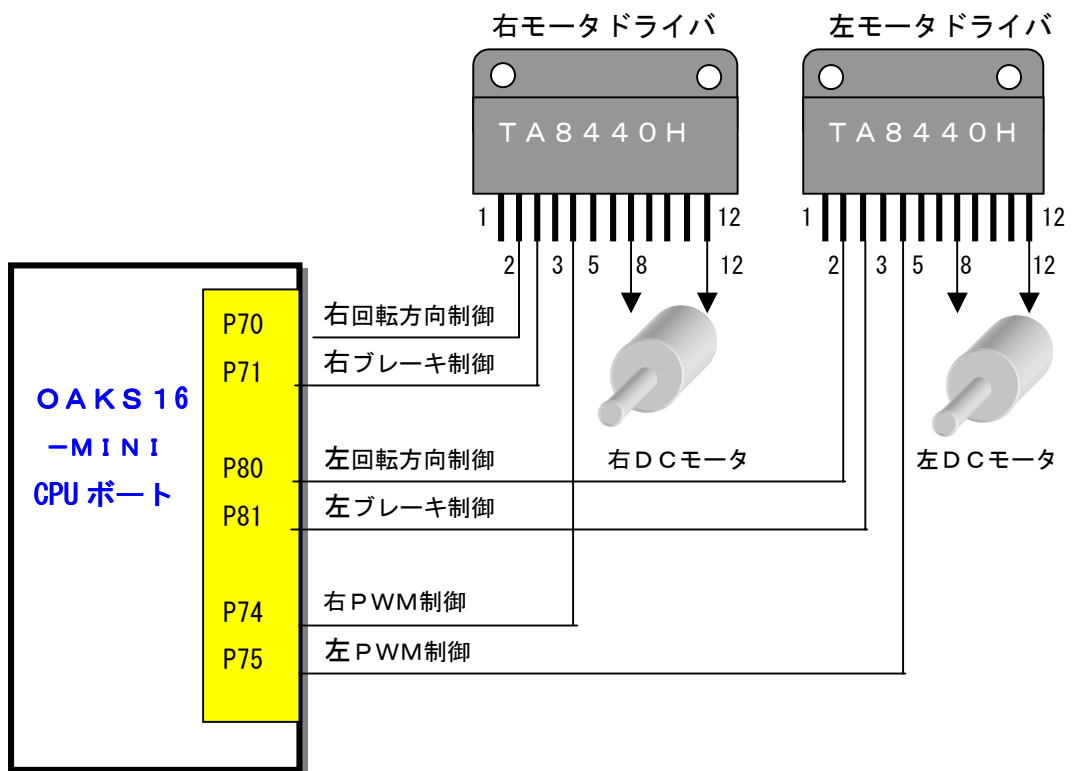 右モータドライバ
左モータドライバ
ＴＡ８４４０Ｈ
ＴＡ８４４０Ｈ
1
12
1
12
2
3
5
8
12
2
3
5
8
12
P70
右回転方向制御
P71
右ブレーキ制御
ＯＡＫＳ16
－ＭＩＮＩ
CPUボート
P80
左回転方向制御
P81
左ブレーキ制御
右ＤＣモータ
左ＤＣモータ
P74
右ＰＷＭ制御
P75
左ＰＷＭ制御